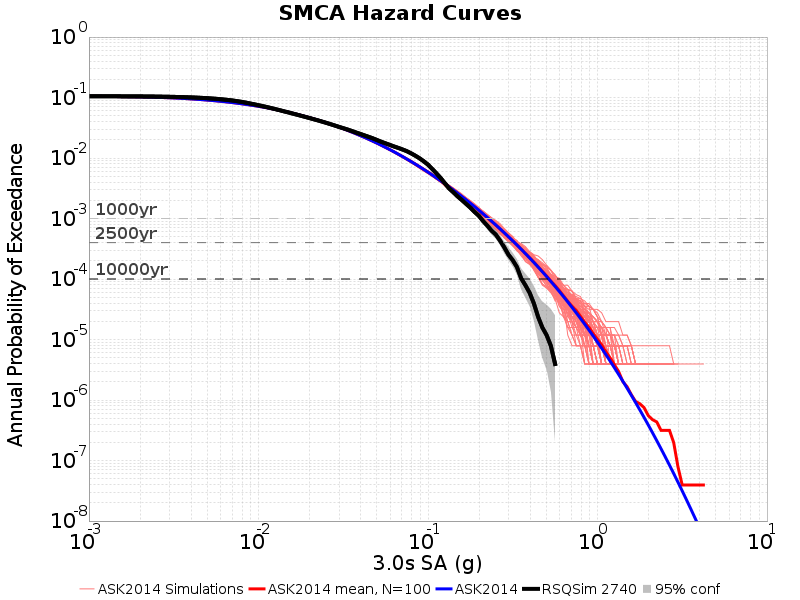 SMCA Hazard Curves
Annual Probability of Exceedance
10^0
10^-1
10^-2
10^-3
10^-4
10^-5
10^-6
10^-7
10^-8
1000yr
2500yr
10000yr
10^-3 10^-2 10^-1 10^0 10^1
3.0s SA (g)
ASK2014 Simulations ASK2014 mean, N=100 ASK2014 RSQSim 2740 95% conf